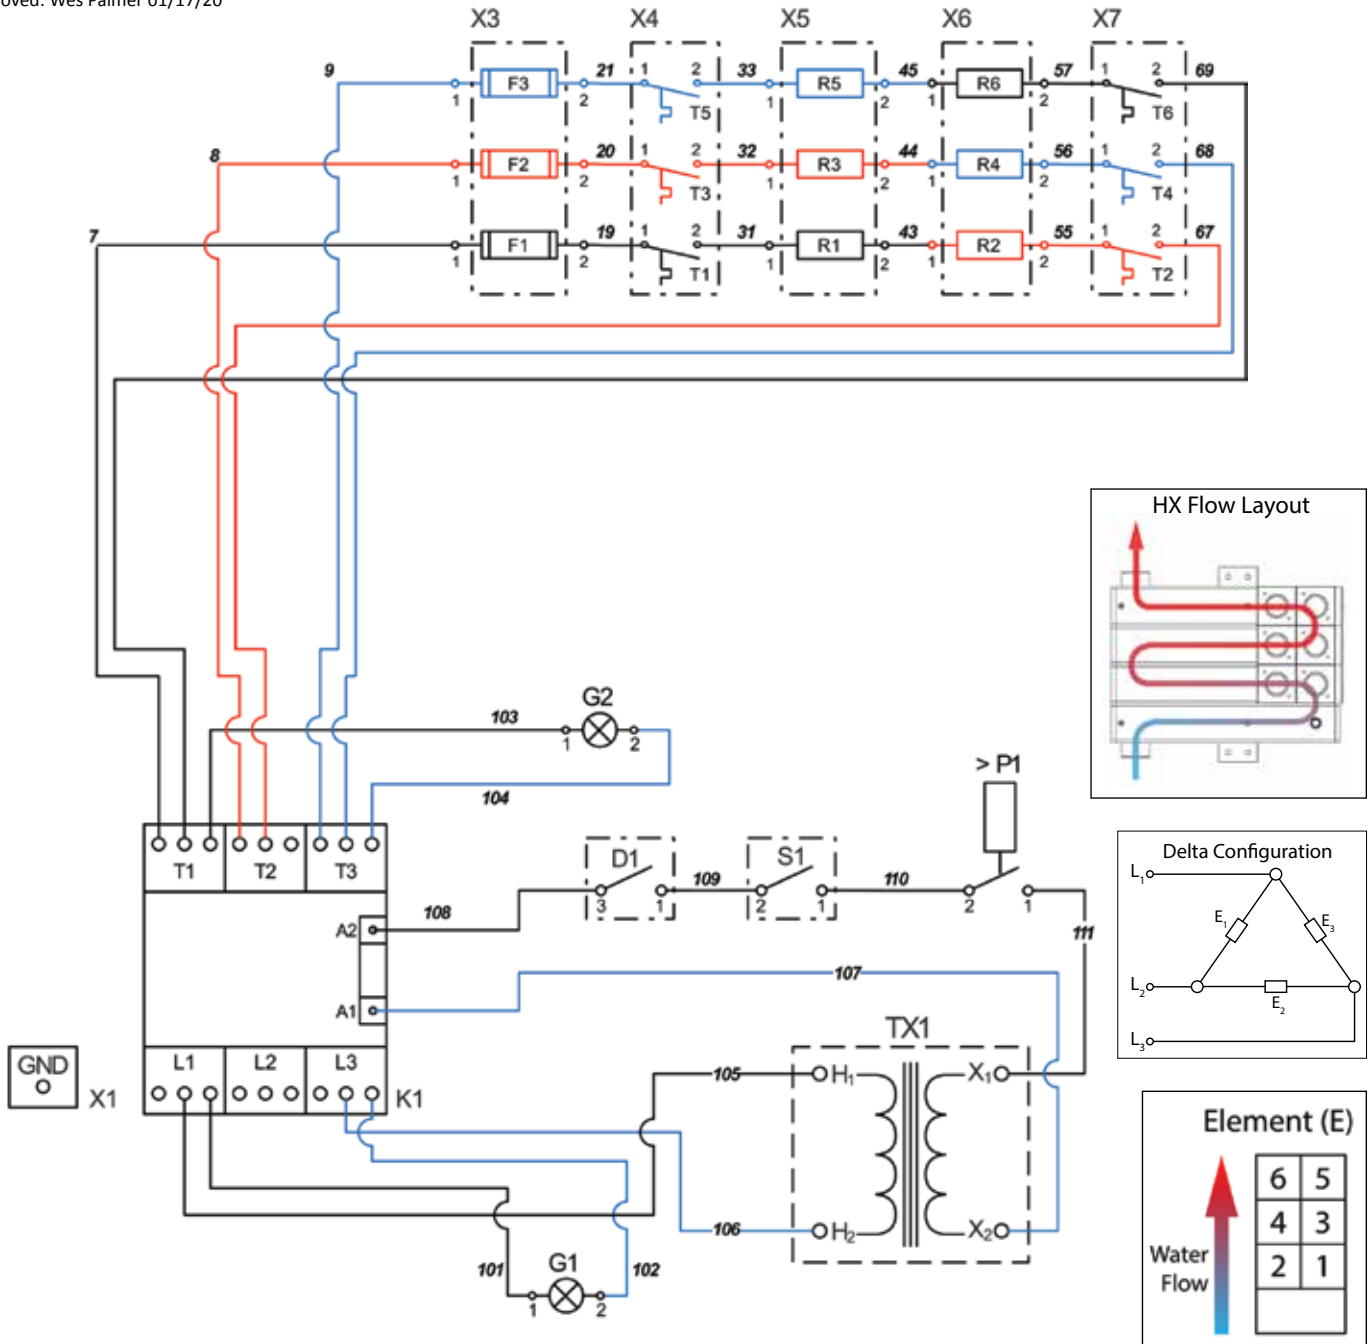 oved: Wes Palmer 01/17/20
X3 X4 X5 X6 X7
9 1 F3 2 21 1 2 T5 33 1 R5 2 45 1 R6 2 57 1 2 T6 69
8 1 F2 2 20 1 2 T3 32 1 R3 2 44 1 R4 2 56 1 2 T4 68
7 1 F1 2 19 1 2 T1 31 1 R1 2 43 1 R2 2 55 1 2 T2 67
HX Flow Layout
G2
103 1 2
104
> P1
T1 T2 T3
D1 S1
108 3 1 109 2 1 110 2 1
111
A2
A1
107
Delta Configuration
L1
E1 E3
L2
E2
L3
GND
X1
L1 L2 L3
K1
TX1
105 H1 X1
106 H2 X2
101 G1 102
1 2
Element (E)
6 5
4 3
2 1
Water
Flow